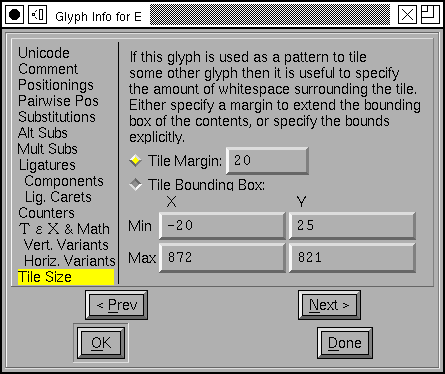 Glyph Info for E
Unicode
Comment
Positionings
Pairwise Pos
Substitutions
Alt Subs
Mult Subs
Ligatures
Components
Lig. Carets
Counters
Τ ε Χ & Math
Vert. Variants
Horiz. Variants
Tile Size
If this glyph is used as a pattern to tile
some other glyph then it is useful to specify
the amount of whitespace surrounding the tile.
Either specify a margin to extend the bounding
box of the contents, or specify the bounds
explicitly.
Tile Margin: 20
Tile Bounding Box:
X Y
Min -20 25
Max 872 821
< Prev Next >
OK Done